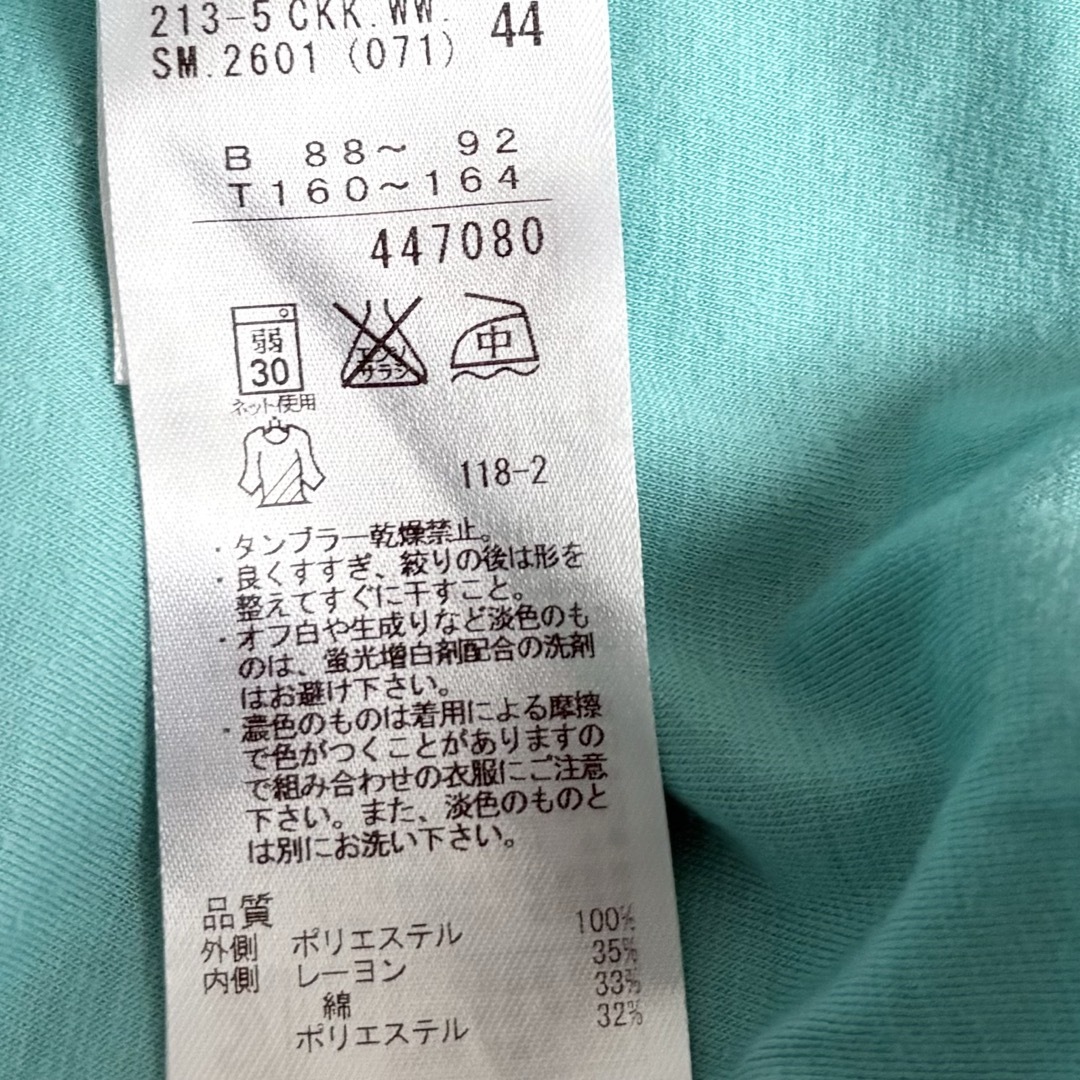 213-5 CKK.WW. 44
SM.2601 (071)
B 88～ 92
T160～164
447080
弱
30
ネット使用
エンソ
サラシ
中
118-2
・タンブラー乾燥禁止。
・良くすすぎ、絞りの後は形を
整えてすぐに干すこと。
・オフ白や生成りなど淡色のも
のは、蛍光増白剤配合の洗剤
はお避け下さい。
・濃色のものは着用による摩擦
で色がつくことがありますの
で組み合わせの衣服にご注意
下さい。また、淡色のものと
は別にお洗い下さい。
品質
外側 ポリエステル 100%
内側 レーヨン 35%
綿 33%
ポリエステル 32%